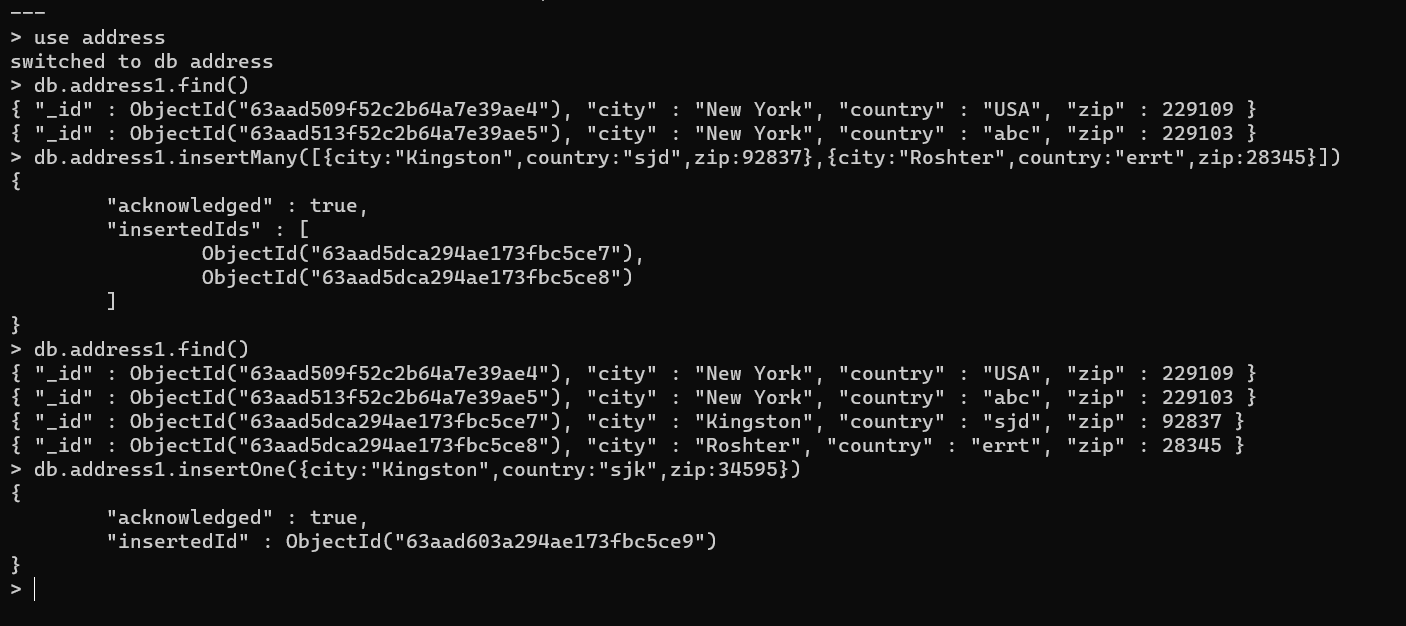 ---
> use address
switched to db address
> db.address1.find()
{ "_id" : ObjectId("63aad509f52c2b64a7e39ae4"), "city" : "New York", "country" : "USA", "zip" : 229109 }
{ "_id" : ObjectId("63aad513f52c2b64a7e39ae5"), "city" : "New York", "country" : "abc", "zip" : 229103 }
> db.address1.insertMany([{city:"Kingston",country:"sjd",zip:92837},{city:"Roshter",country:"errt",zip:28345}])
{
        "acknowledged" : true,
        "insertedIds" : [
                ObjectId("63aad5dca294ae173fbc5ce7"),
                ObjectId("63aad5dca294ae173fbc5ce8")
        ]
}
> db.address1.find()
{ "_id" : ObjectId("63aad509f52c2b64a7e39ae4"), "city" : "New York", "country" : "USA", "zip" : 229109 }
{ "_id" : ObjectId("63aad513f52c2b64a7e39ae5"), "city" : "New York", "country" : "abc", "zip" : 229103 }
{ "_id" : ObjectId("63aad5dca294ae173fbc5ce7"), "city" : "Kingston", "country" : "sjd", "zip" : 92837 }
{ "_id" : ObjectId("63aad5dca294ae173fbc5ce8"), "city" : "Roshter", "country" : "errt", "zip" : 28345 }
> db.address1.insertOne({city:"Kingston",country:"sjk",zip:34595})
{
        "acknowledged" : true,
        "insertedId" : ObjectId("63aad603a294ae173fbc5ce9")
}
>